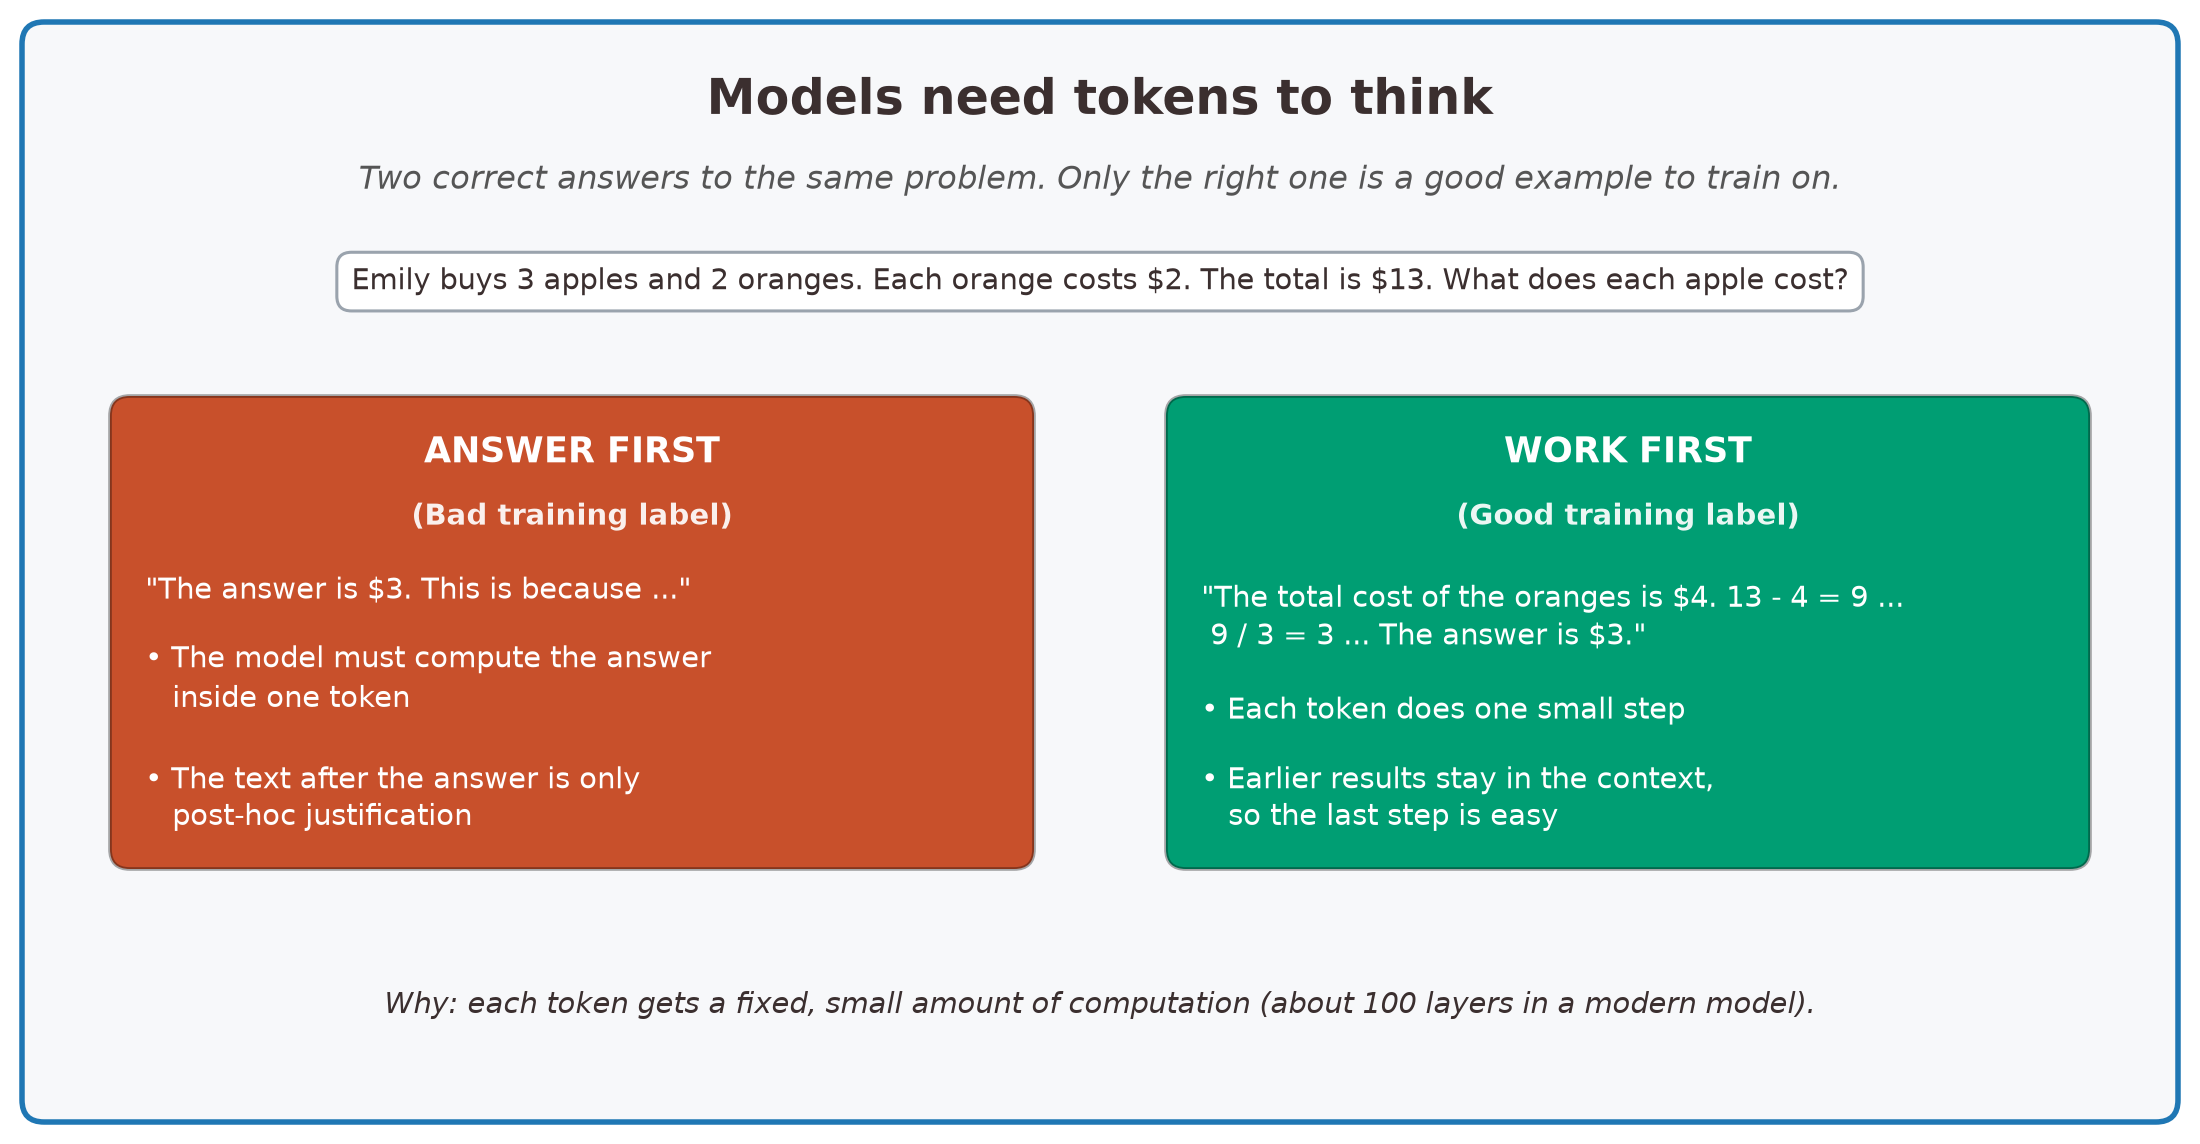 Models need tokens to think
Two correct answers to the same problem. Only the right one is a good example to train on.
Emily buys 3 apples and 2 oranges. Each orange costs $2. The total is $13. What does each apple cost?
ANSWER FIRST
(Bad training label)
"The answer is $3. This is because ..."
• The model must compute the answer
inside one token
• The text after the answer is only
post-hoc justification
WORK FIRST
(Good training label)
"The total cost of the oranges is $4. 13 - 4 = 9 ...
9 / 3 = 3 ... The answer is $3."
• Each token does one small step
• Earlier results stay in the context,
so the last step is easy
Why: each token gets a fixed, small amount of computation (about 100 layers in a modern model).